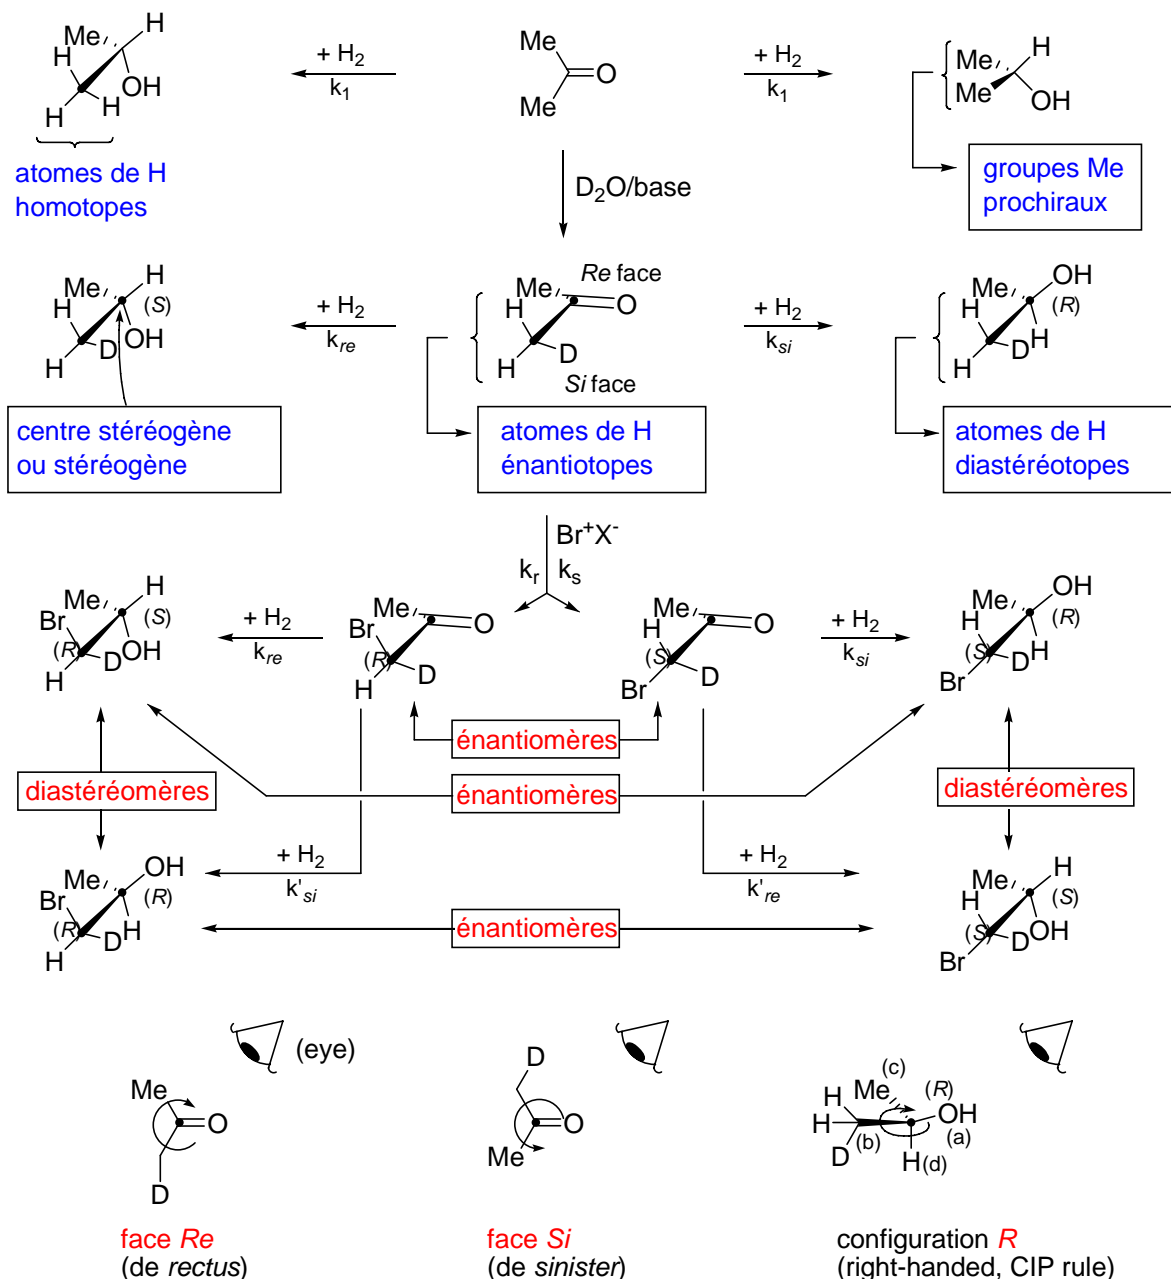 Me H H OH H H
+ H2
k1
Me Me O
+ H2
k1
Me Me H OH
atomes de H
homotopes
D2O/base
groupes Me
prochiraux
Me H H D OH (S) H
+ H2
kre
Re face
Me H H D O
Si face
+ H2
ksi
Me H H D H OH (R)
centre stéréogène
ou stéréogène
atomes de H
énantiotopes
atomes de H
diastéréotopes
Br+X-
kr ks
Me Br (R) H D OH (S) H
+ H2
kre
Me Br (R) H D O
Me H (S) Br D O
+ H2
ksi
Me H (S) Br D H OH (R)
énantiomères
diastéréomères
énantiomères
diastéréomères
Me Br (R) H D H OH (R)
+ H2
k'si
+ H2
k're
Me H (S) Br D OH H (S)
énantiomères
(eye)
Me O D
D O Me
Me (c) (R) OH (a) H H D (b) H (d)
face Re
(de rectus)
face Si
(de sinister)
configuration R
(right-handed, CIP rule)